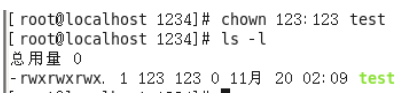 [root@localhost 1234]# chown 123:123 test
[root@localhost 1234]# ls -l
总用量 0
-rwxrwxrwx. 1 123 123 0 11月  20 02:09 test